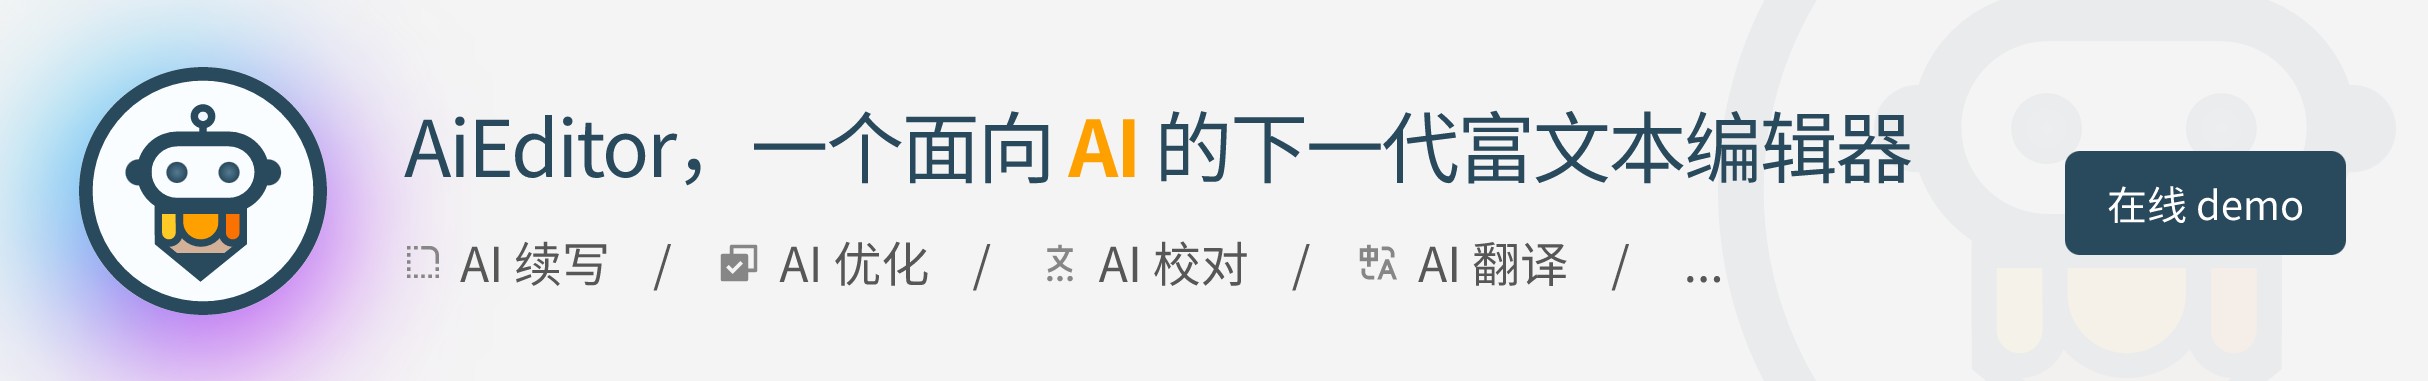 AiEditor，一个面向 AI 的下一代富文本编辑器
AI 续写 / AI 优化 / AI 校对 / AI 翻译 / ...
在线 demo